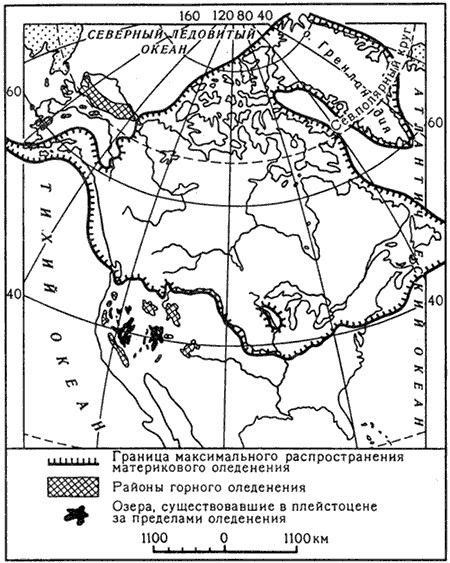 160 120 80 40
СЕВЕРНЫЙ ЛЕДОВИТЫЙ
ОКЕАН
о. Гренландия
Сев. полярный круг
60
60
АТЛАНТИЧЕСКИЙ ОКЕАН
ТИХИЙ ОКЕАН
40
40
Граница максимального распространения
материкового оледенения
Районы горного оледенения
Озера, существовавшие в плейстоцене
за пределами оледенения
1100 0 1100 км